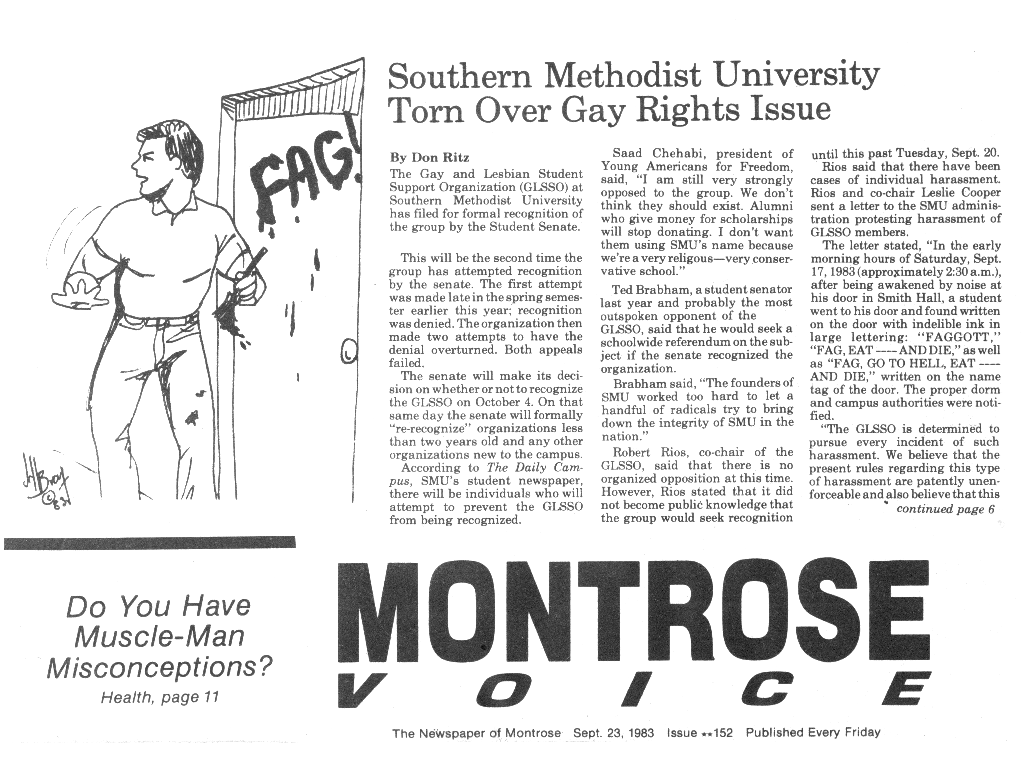 FAG!
Southern Methodist University
Torn Over Gay Rights Issue
By Don Ritz
The Gay and Lesbian Student
Support Organization (GLSSO) at
Southern Methodist University
has filed for formal recognition of
the group by the Student Senate.
This will be the second time the
group has attempted recognition
by the senate. The first attempt
was made late in the spring semes-
ter earlier this year; recognition
was denied. The organization then
made two attempts to have the
denial overturned. Both appeals
failed.
The senate will make its deci-
sion on whether or not to recognize
the GLSSO on October 4. On that
same day the senate will formally
"re-recognize" organizations less
than two years old and any other
organizations new to the campus.
According to The Daily Cam-
pus, SMU's student newspaper,
there will be individuals who will
attempt to prevent the GLSSO
from being recognized.
Saad Chehabi, president of
Young Americans for Freedom,
said, "I am still very strongly
opposed to the group. We don't
think they should exist. Alumni
who give money for scholarships
will stop donating. I don't want
them using SMU's name because
we're a very religous—very conser-
vative school."
Ted Brabham, a student senator
last year and probably the most
outspoken opponent of the
GLSSO, said that he would seek a
schoolwide referendum on the sub-
ject if the senate recognized the
organization.
Brabham said, "The founders of
SMU worked too hard to let a
handful of radicals try to bring
down the integrity of SMU in the
nation."
Robert Rios, co-chair of the
GLSSO, said that there is no
organized opposition at this time.
However, Rios stated that it did
not become public knowledge that
the group would seek recognition
until this past Tuesday, Sept. 20.
Rios said that there have been
cases of individual harassment.
Rios and co-chair Leslie Cooper
sent a letter to the SMU adminis-
tration protesting harassment of
GLSSO members.
The letter stated, "In the early
morning hours of Saturday, Sept.
17, 1983 (approximately 2:30 a.m.),
after being awakened by noise at
his door in Smith Hall, a student
went to his door and found written
on the door with indelible ink in
large lettering: "FAGGOTT,"
"FAG, EAT ---- AND DIE," as well
as "FAG, GO TO HELL, EAT ----
AND DIE," written on the name
tag of the door. The proper dorm
and campus authorities were noti-
fied.
"The GLSSO is determined to
pursue every incident of such
harassment. We believe that the
present rules regarding this type
of harassment are patently unen-
forceable and also believe that this
continued page 6
Do You Have
Muscle-Man
Misconceptions?
Health, page 11
MONTROSE
VOICE
The Newspaper of Montrose Sept. 23, 1983 Issue **152 Published Every Friday